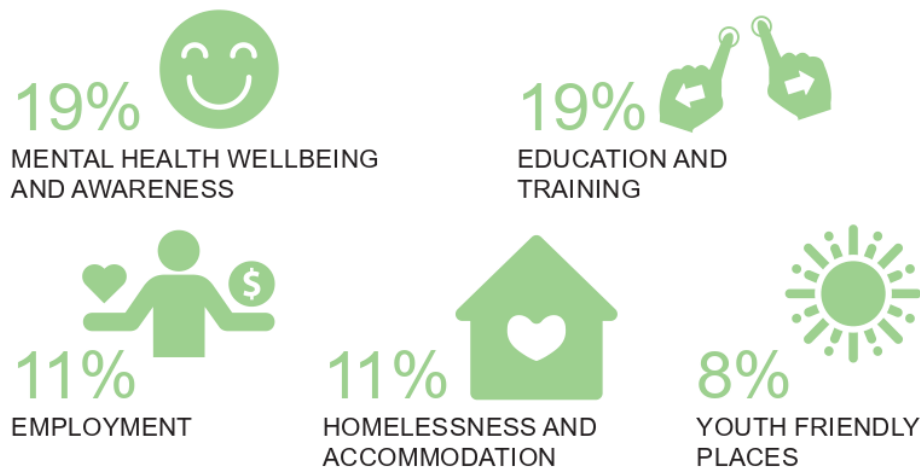 19%
MENTAL HEALTH WELLBEING
AND AWARENESS
19%
EDUCATION AND
TRAINING
$
11%
EMPLOYMENT
11%
HOMELESSNESS AND
ACCOMMODATION
8%
YOUTH FRIENDLY
PLACES